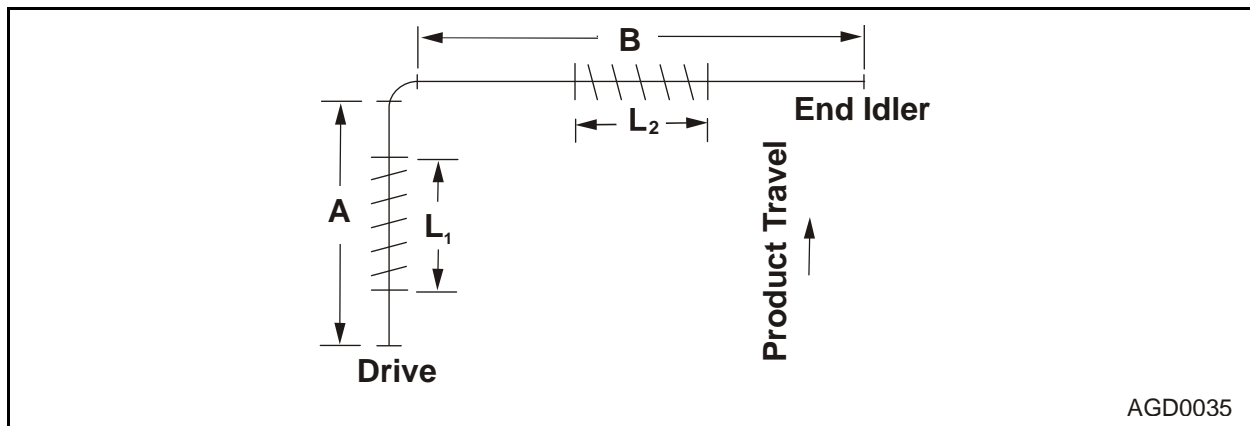 B
L2
End Idler
A
L1
Product Travel
Drive
AGD0035